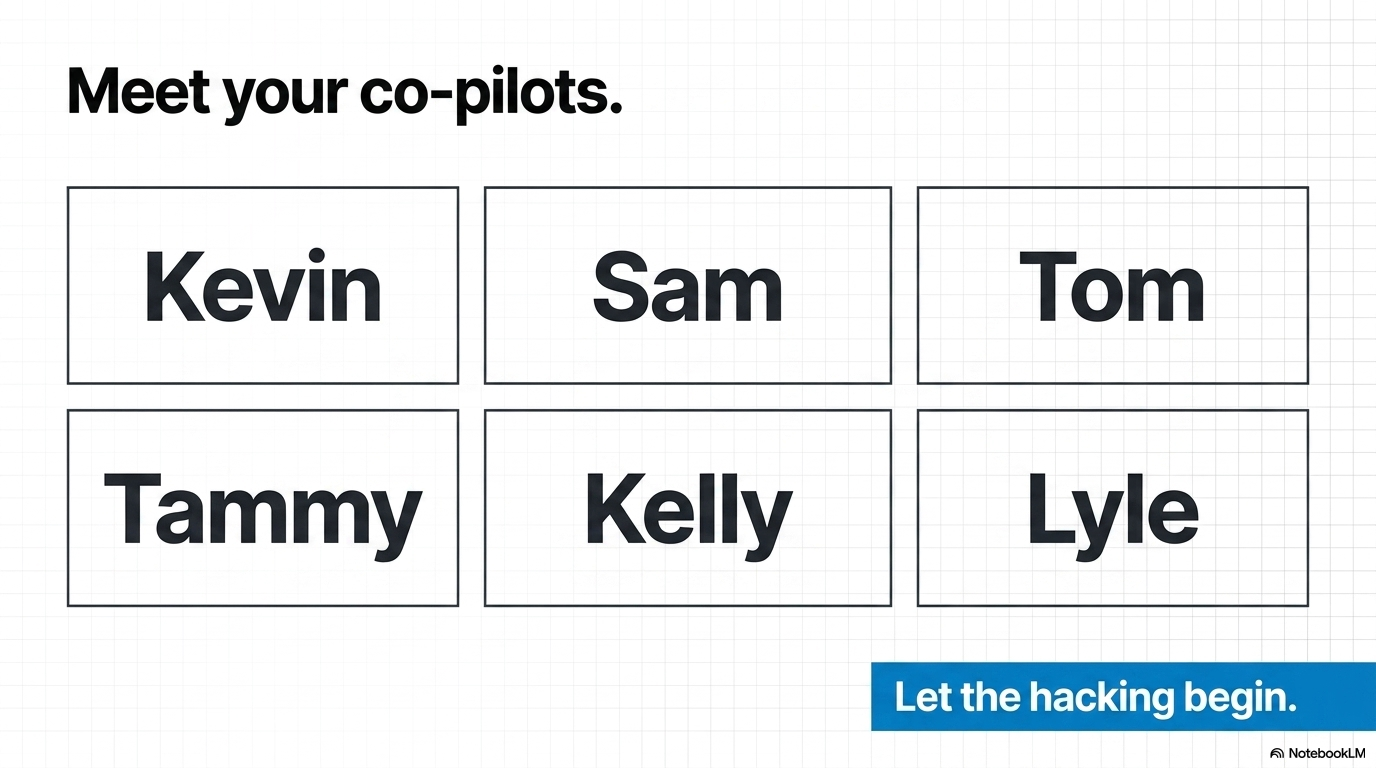 Meet your co-pilots.
Kevin
Sam
Tom
Tammy
Kelly
Lyle
Let the hacking begin.
NotebookLM